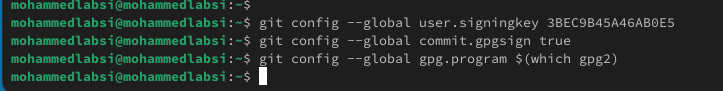 mohammedlabsi@mohammedlabsi:~$
mohammedlabsi@mohammedlabsi:~$ git config --global user.signingkey 3BEC9B45A46AB0E5
mohammedlabsi@mohammedlabsi:~$ git config --global commit.gpgsign true
mohammedlabsi@mohammedlabsi:~$ git config --global gpg.program $(which gpg2)
mohammedlabsi@mohammedlabsi:~$